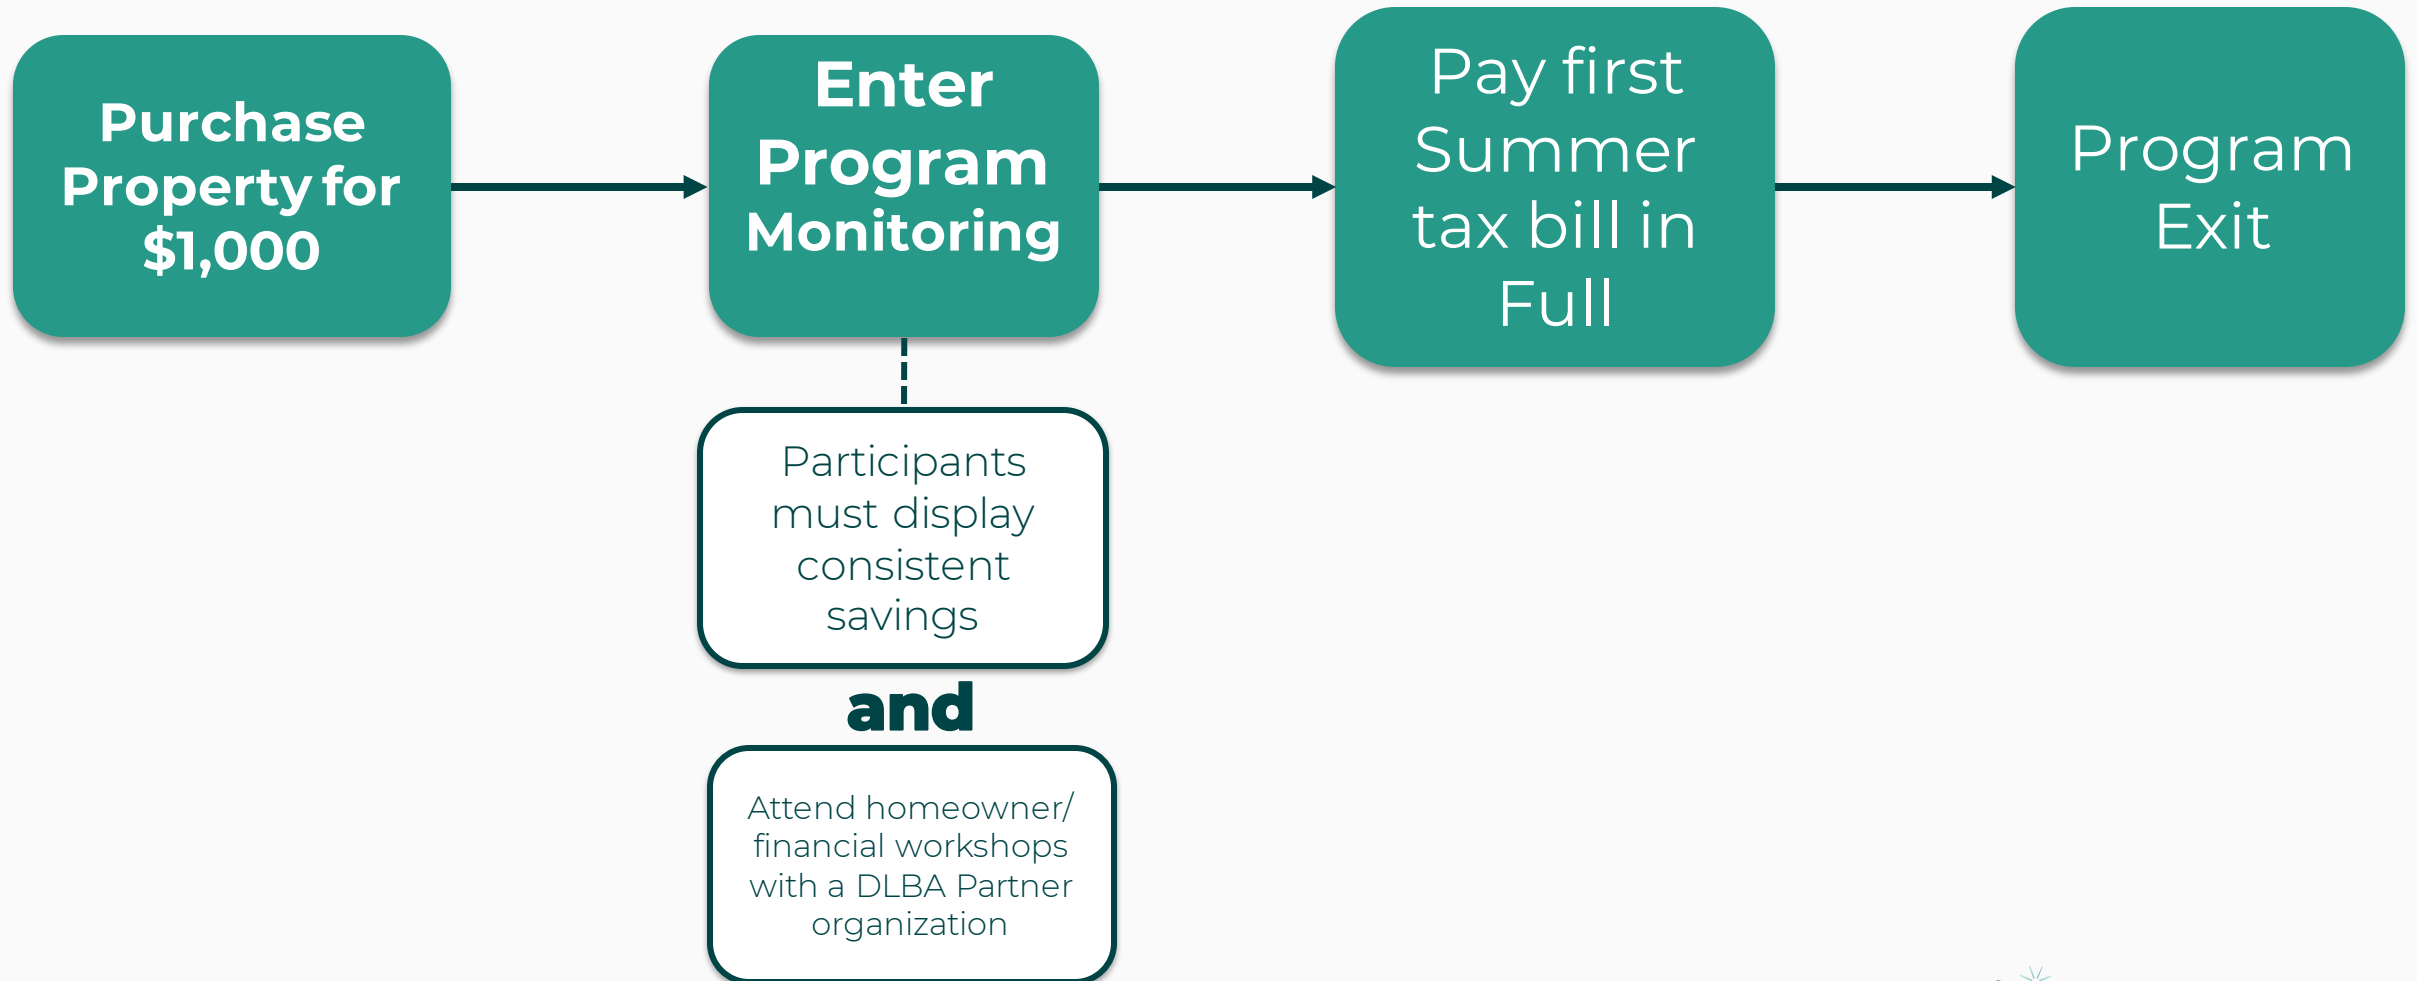 Purchase
Property for
$1,000
Enter
Program
Monitoring
Pay first
Summer
tax bill in
Full
Program
Exit
Participants
must display
consistent
savings
and
Attend homeowner/
financial workshops
with a DLBA Partner
organization